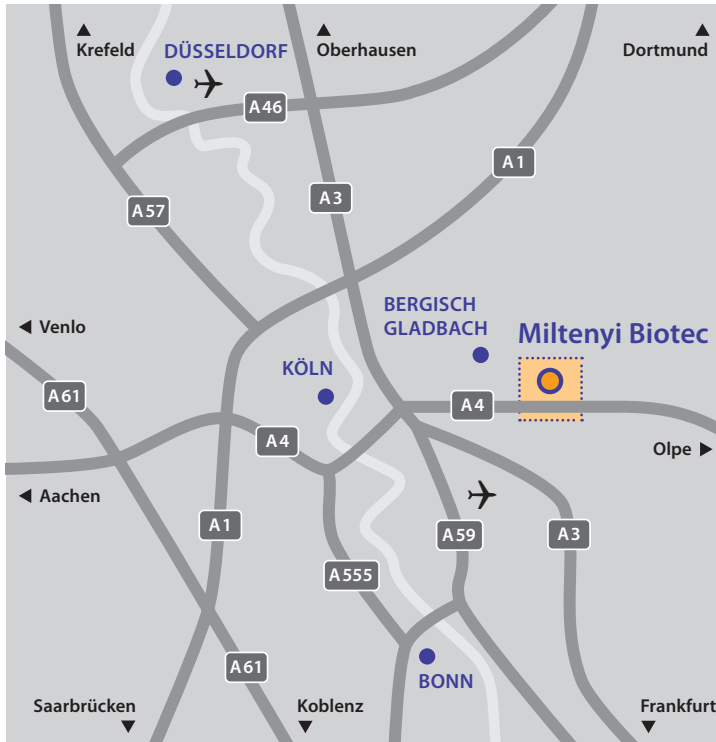 Krefeld
DÜSSELDORF
Oberhausen
Dortmund
A46
A1
A3
A57
Venlo
BERGISCH
GLADBACH
Miltenyi Biotec
KÖLN
A61
A4
A4
Olpe
Aachen
A1
A59
A3
A555
A61
BONN
Saarbrücken
Koblenz
Frankfurt